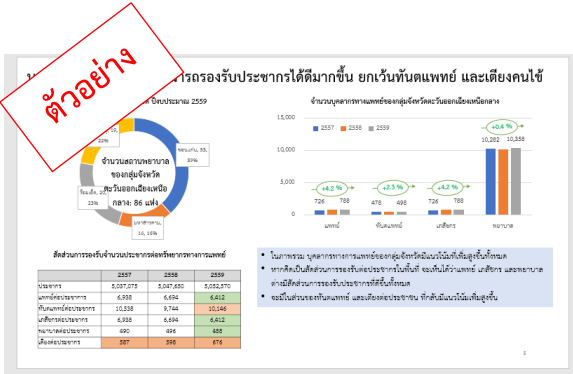 ตัวอย่าง
ารถรองรับประชากรได้ดีมากขึ้น ยกเว้นทันตแพทย์ และเตียงคนไข้
ปีงบประมาณ 2559
ขอนแก่น, 33,
39%
มหาสารคาม,
16, 18%
ร้อยเอ็ด, 20,
23%
22%
จำนวนสถานพยาบาล
ของกลุ่มจังหวัด
ตะวันออกเฉียงเหนือ
กลาง: 86 แห่ง
จำนวนบุคลากรทางแพทย์ของกลุ่มจังหวัดตะวันออกเฉียงเหนือกลาง
15,000
10,000
5,000
0
2557 2558 2559
+4.2 %
+2.5 %
+4.2 %
+0.4 %
726 788
478 498
726 788
10,282 10,358
แพทย์ ทันตแพทย์ เภสัชกร พยาบาล
สัดส่วนการรองรับจำนวนประชากรต่อทรัพยากรทางการแพทย์
2557 2558 2559
ประชากร 5,037,075 5,047,650 5,052,570
แพทย์ต่อประชาการ 6,938 6,694 6,412
ทันตแพทย์ต่อประชากร 10,538 9,744 10,146
เภสัชกรต่อประชากร 6,938 6,694 6,412
พยาบาลต่อประชากร 490 496 488
เตียงต่อประชากร 587 598 676
• ในภาพรวม บุคลากรทางการแพทย์ของกลุ่มจังหวัดมีแนวโน้มที่เพิ่มสูงขึ้นทั้งหมด
• หากคิดเป็นสัดส่วนการรองรับต่อประชากรในพื้นที่ จะเห็นได้ว่าแพทย์ เภสัชกร และพยาบาล
ต่างมีสัดส่วนการรองรับประชากรที่ดีขึ้นทั้งหมด
• จะมีในส่วนของทันตแพทย์ และเตียงต่อประชาชน ที่กลับมีแนวโน้มเพิ่มสูงขึ้น